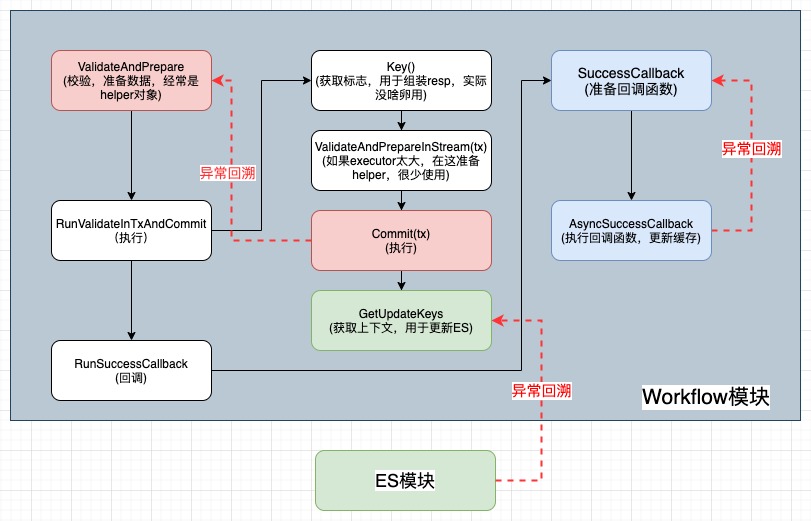 ValidateAndPrepare
(校验，准备数据，经常是
helper对象)
异常回溯
RunValidateInTxAndCommit
(执行)
RunSuccessCallback
(回调)
Key()
(获取标志，用于组装resp，实际
没啥卵用)
ValidateAndPrepareInStream(tx)
(如果executor太大，在这准备
helper，很少使用)
Commit(tx)
(执行)
GetUpdateKeys
(获取上下文，用于更新ES)
SuccessCallback
(准备回调函数)
异常回溯
AsyncSuccessCallback
(执行回调函数，更新缓存)
异常回溯
Workflow模块
ES模块